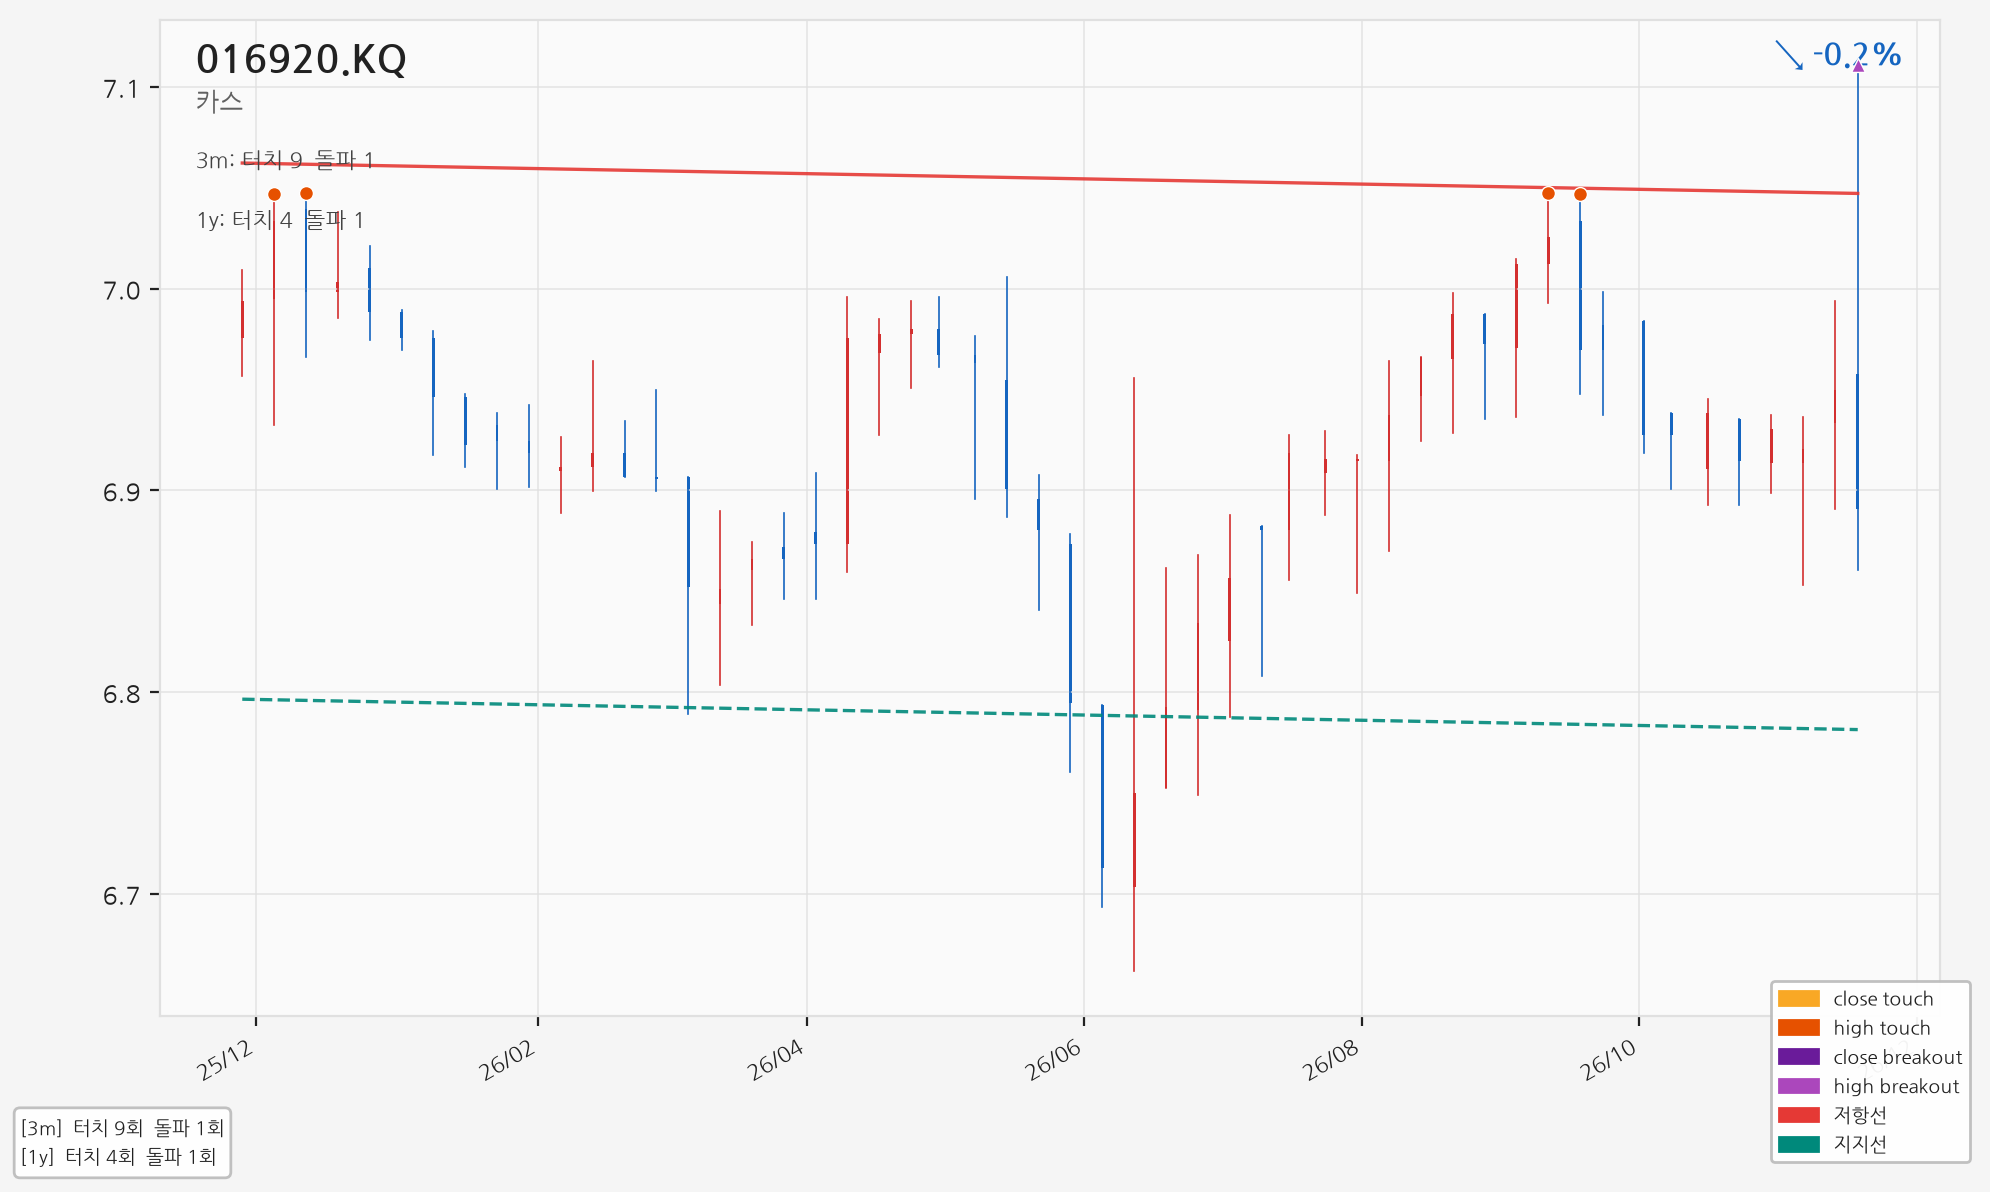 016920.KQ
카스
-0.2%
3m: 터치 9 돌파 1
1y: 터치 4 돌파 1
7.1
7.0
6.9
6.8
6.7
25/12
26/02
26/04
26/06
26/08
26/10
close touch
high touch
close breakout
high breakout
저항선
지지선
[3m] 터치 9회 돌파 1회
[1y] 터치 4회 돌파 1회